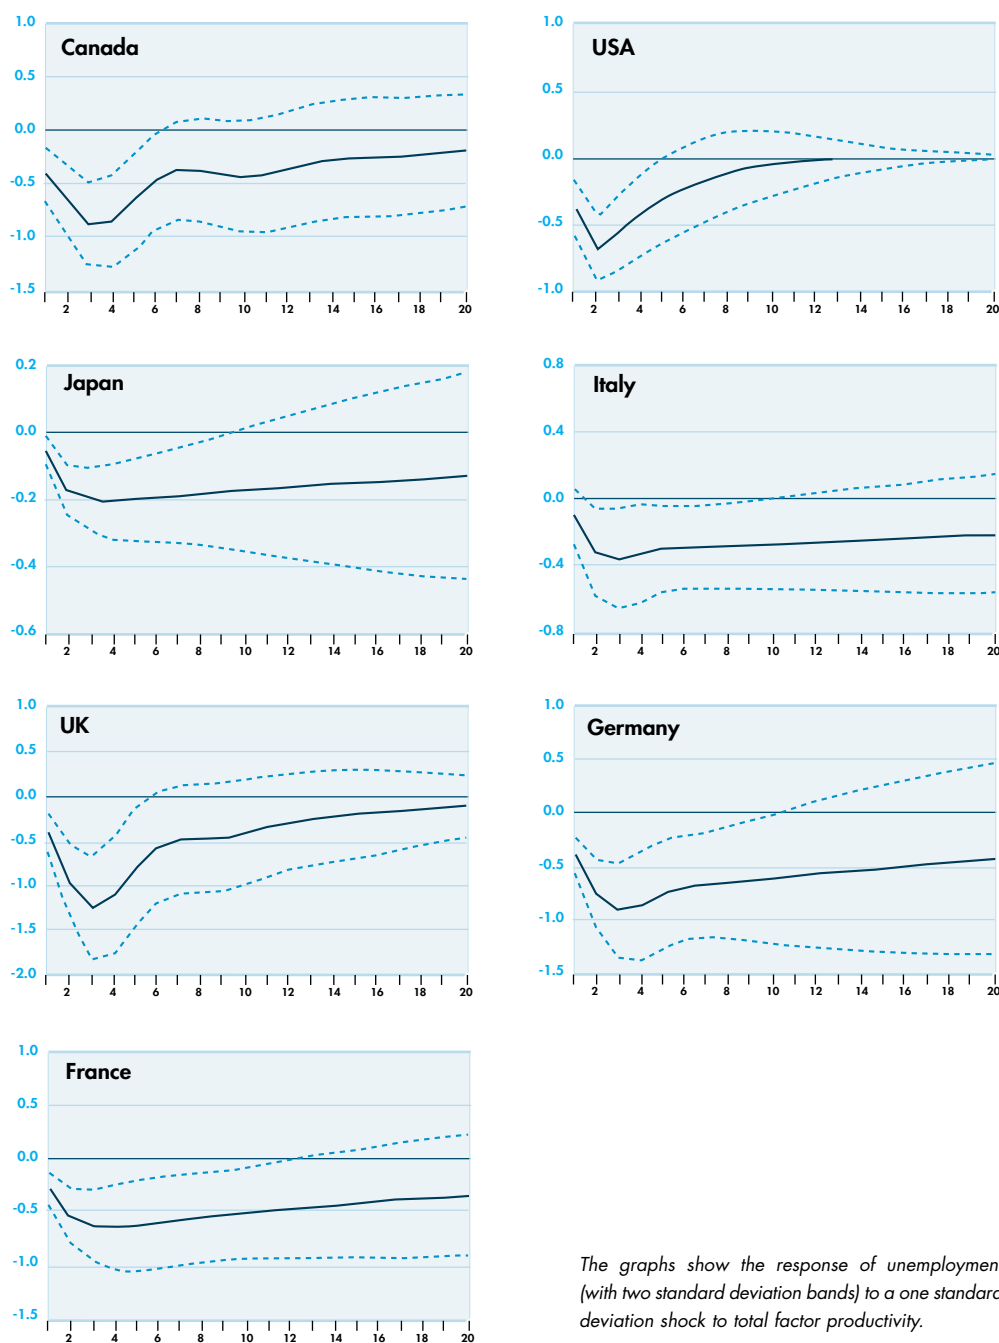 1.0
Canada
0.5
0.0
-0.5
-1.0
-1.5
2 4 6 8 10 12 14 16 18 20
1.0
USA
0.5
0.0
-0.5
-1.0
2 4 6 8 10 12 14 16 18 20
0.2
Japan
0.0
-0.2
-0.4
-0.6
2 4 6 8 10 12 14 16 18 20
0.8
Italy
0.4
0.0
-0.4
-0.8
2 4 6 8 10 12 14 16 18 20
1.0
UK
0.5
0.0
-0.5
-1.0
-1.5
-2.0
2 4 6 8 10 12 14 16 18 20
1.0
Germany
0.5
0.0
-0.5
-1.0
-1.5
2 4 6 8 10 12 14 16 18 20
1.0
France
0.5
0.0
-0.5
-1.0
-1.5
2 4 6 8 10 12 14 16 18 20
The graphs show the response of unemploymen
(with two standard deviation bands) to a one standard
deviation shock to total factor productivity.